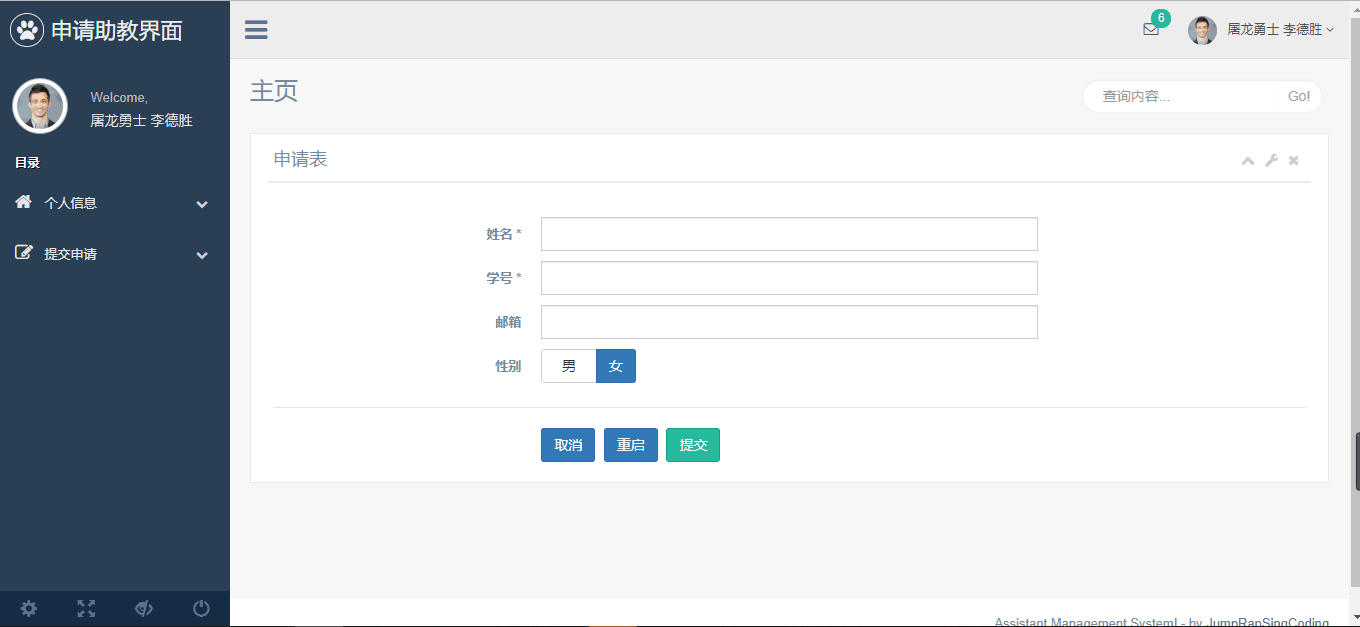 申请助教界面
6
屠龙勇士 李德胜
Welcome,
屠龙勇士 李德胜
目录
个人信息
提交申请
主页
查询内容...
Go!
申请表
姓名 *
学号 *
邮箱
性别
男
女
取消
重启
提交
Assistant Management System! - by JumpRapSingCoding